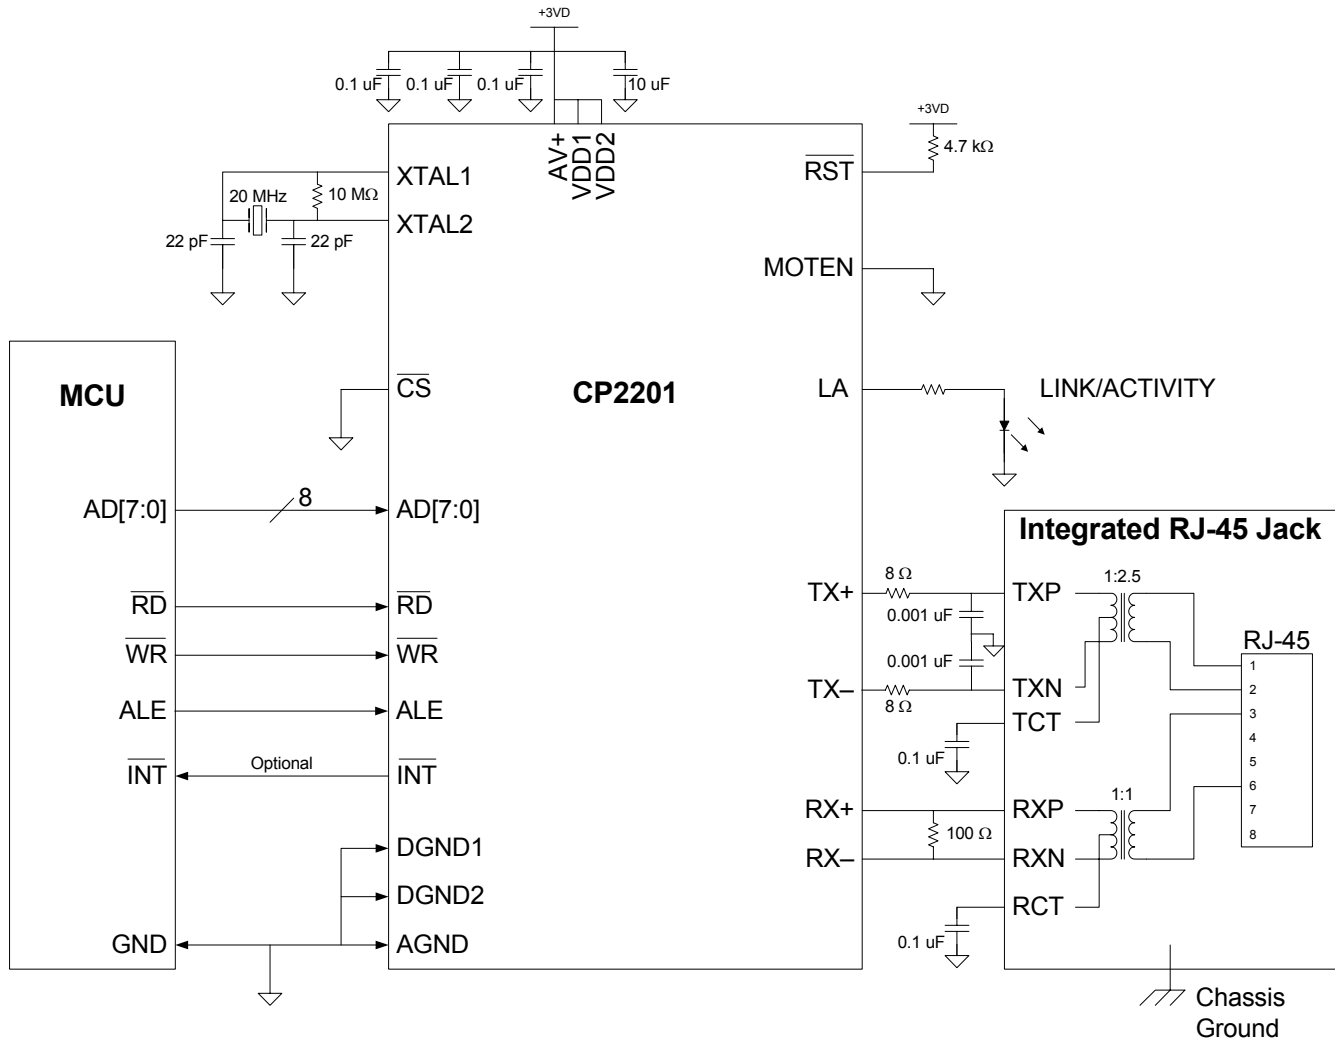 +3VD
0.1 uF 0.1 uF 0.1 uF 10 uF
+3VD
4.7 kΩ
AV+
VDD1
VDD2
RST
XTAL1
20 MHz
10 MΩ
XTAL2
22 pF
22 pF
MOTEN
MCU
CS
CP2201
LA
LINK/ACTIVITY
AD[7:0]
8
AD[7:0]
Integrated RJ-45 Jack
RD
RD
TX+
8 Ω
TXP
1:2.5
0.001 uF
WR
WR
0.001 uF
RJ-45
1
2
3
4
5
6
7
8
TX–
8 Ω
TXN
ALE
ALE
TCT
0.1 uF
INT
Optional
INT
RX+
RXP
1:1
100 Ω
RX–
RXN
DGND1
DGND2
RCT
0.1 uF
GND
AGND
Chassis
Ground